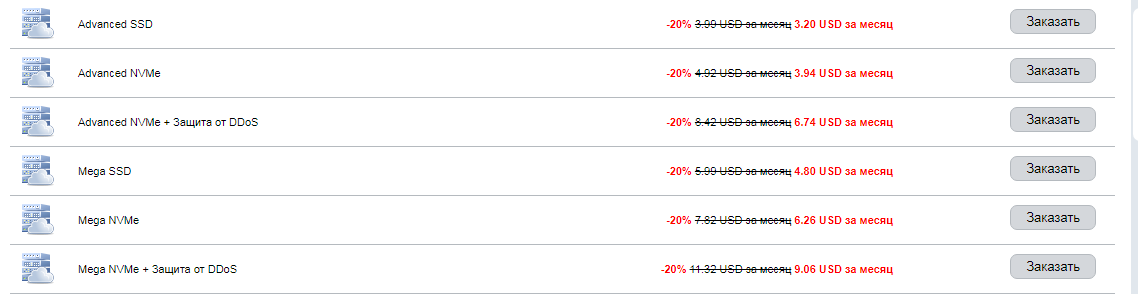 Advanced SSD -20% 3.99 USD за месяц 3.20 USD за месяц Заказать
Advanced NVMe -20% 4.92 USD за месяц 3.94 USD за месяц Заказать
Advanced NVMe + Защита от DDoS -20% 8.42 USD за месяц 6.74 USD за месяц Заказать
Mega SSD -20% 5.99 USD за месяц 4.80 USD за месяц Заказать
Mega NVMe -20% 7.82 USD за месяц 6.26 USD за месяц Заказать
Mega NVMe + Защита от DDoS -20% 11.32 USD за месяц 9.06 USD за месяц Заказать